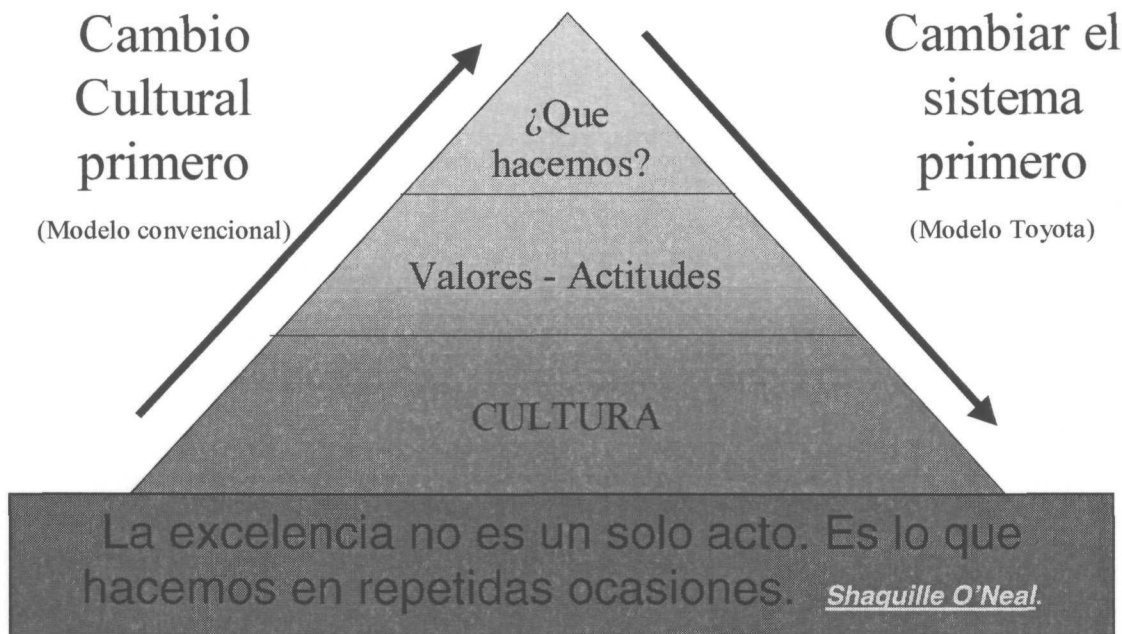 Cambio
Cultural
primero
(Modelo convencional)
Cambiar el
sistema
primero
(Modelo Toyota)
¿Que
hacemos?
Valores - Actitudes
CULTURA
La excelencia no es un solo acto. Es lo que
hacemos en repetidas ocasiones. Shaquille O'Neal.